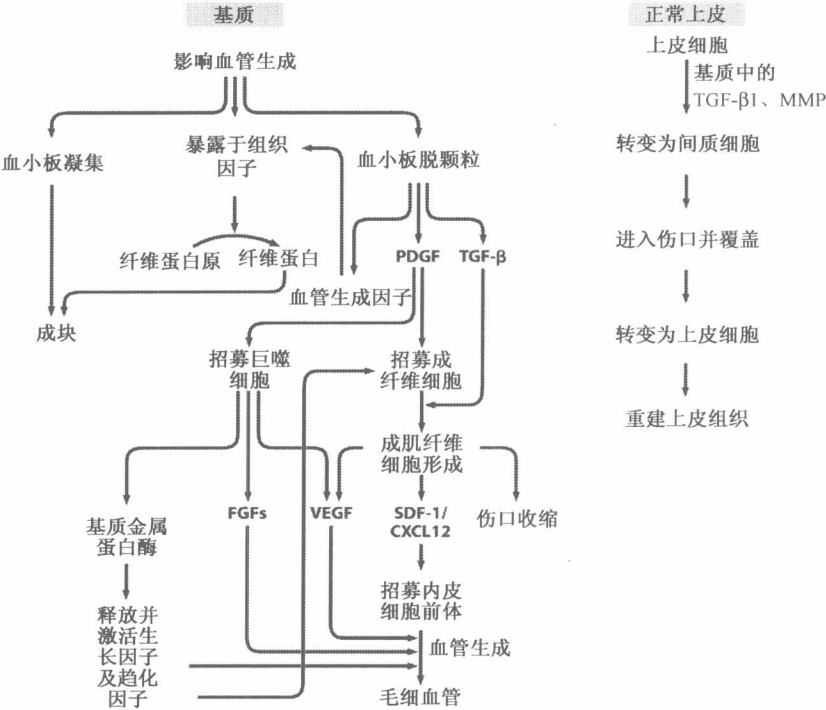 基质
影响血管生成
血小板凝集
暴露于组织
因子
血小板脱颗粒
纤维蛋白原
纤维蛋白
PDGF
TGF-β
血管生成因子
成块
招募巨噬
细胞
招募成
纤维细胞
成肌纤维
细胞形成
基质金属
蛋白酶
FGFs
VEGF
SDF-1/
CXCL12
伤口收缩
招募内皮
细胞前体
释放并
激活生
长因子
及趋化
因子
血管生成
毛细血管
正常上皮
上皮细胞
基质中的
TGF-β1、MMP
转变为间质细胞
进入伤口并覆盖
转变为上皮细胞
重建上皮组织